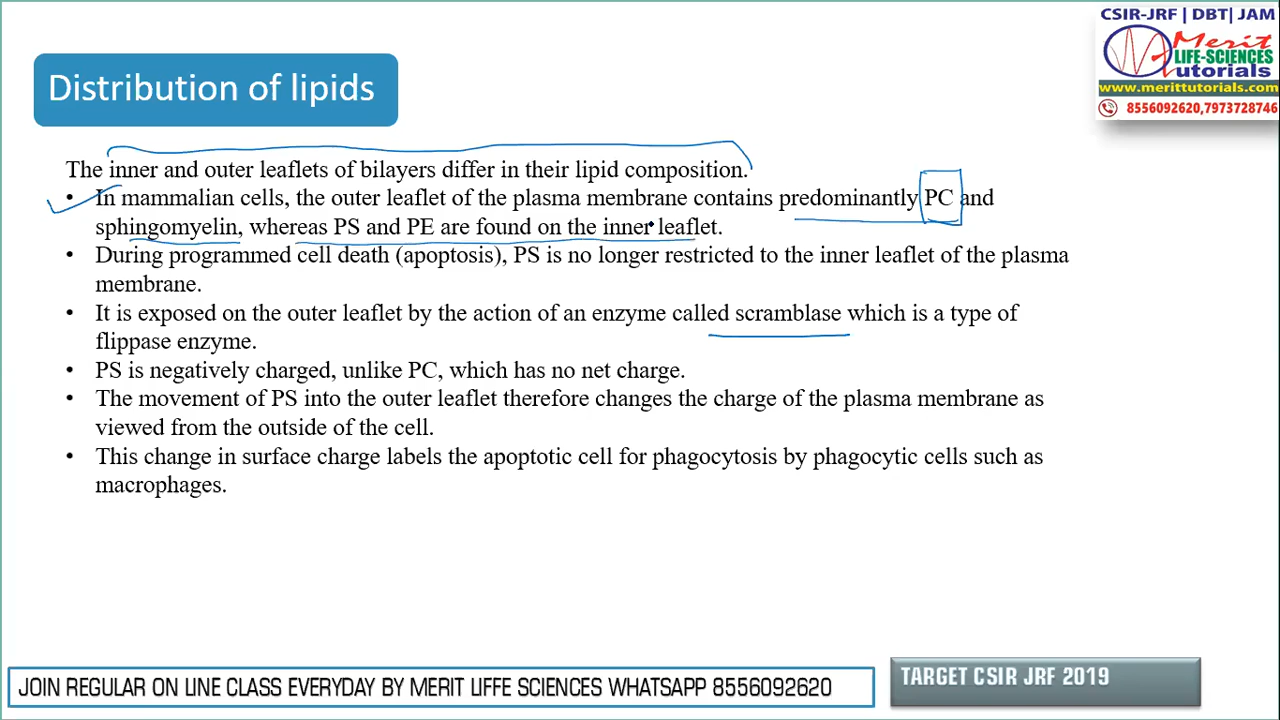 CSIR-JRF | DBT| JAM
Merit
LIFE-SCIENCES
utorials
www.merittutorials.com
8556092620,7973728746
Distribution of lipids
The inner and outer leaflets of bilayers differ in their lipid composition.
• In mammalian cells, the outer leaflet of the plasma membrane contains predominantly PC and
sphingomyelin, whereas PS and PE are found on the inner leaflet.
• During programmed cell death (apoptosis), PS is no longer restricted to the inner leaflet of the plasma
membrane.
• It is exposed on the outer leaflet by the action of an enzyme called scramblase which is a type of
flippase enzyme.
• PS is negatively charged, unlike PC, which has no net charge.
• The movement of PS into the outer leaflet therefore changes the charge of the plasma membrane as
viewed from the outside of the cell.
• This change in surface charge labels the apoptotic cell for phagocytosis by phagocytic cells such as
macrophages.
JOIN REGULAR ON LINE CLASS EVERYDAY BY MERIT LIFFE SCIENCES WHATSAPP 8556092620
TARGET CSIR JRF 2019